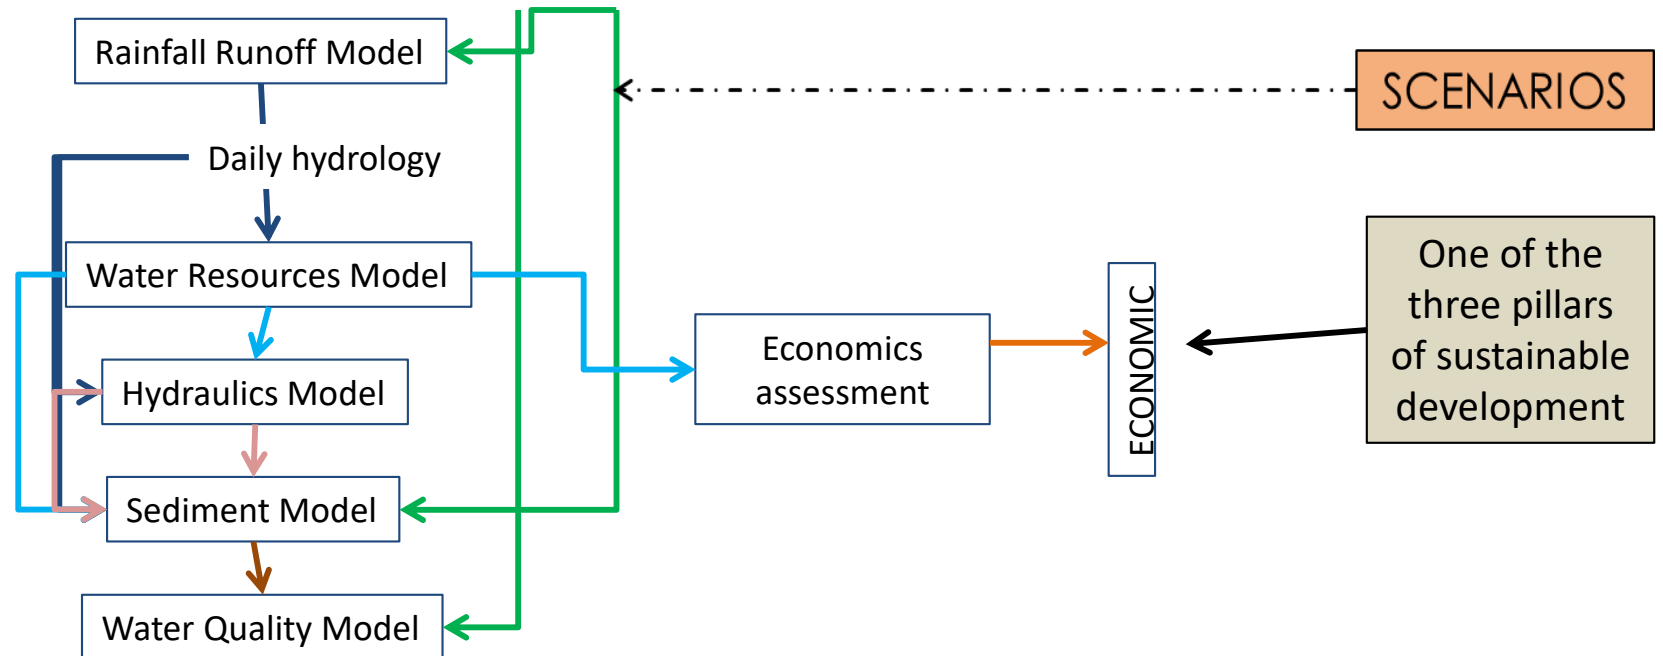 Rainfall Runoff Model
SCENARIOS
Daily hydrology
Water Resources Model
Hydraulics Model
Sediment Model
Water Quality Model
Economics
assessment
ECONOMIC
One of the
three pillars
of sustainable
development